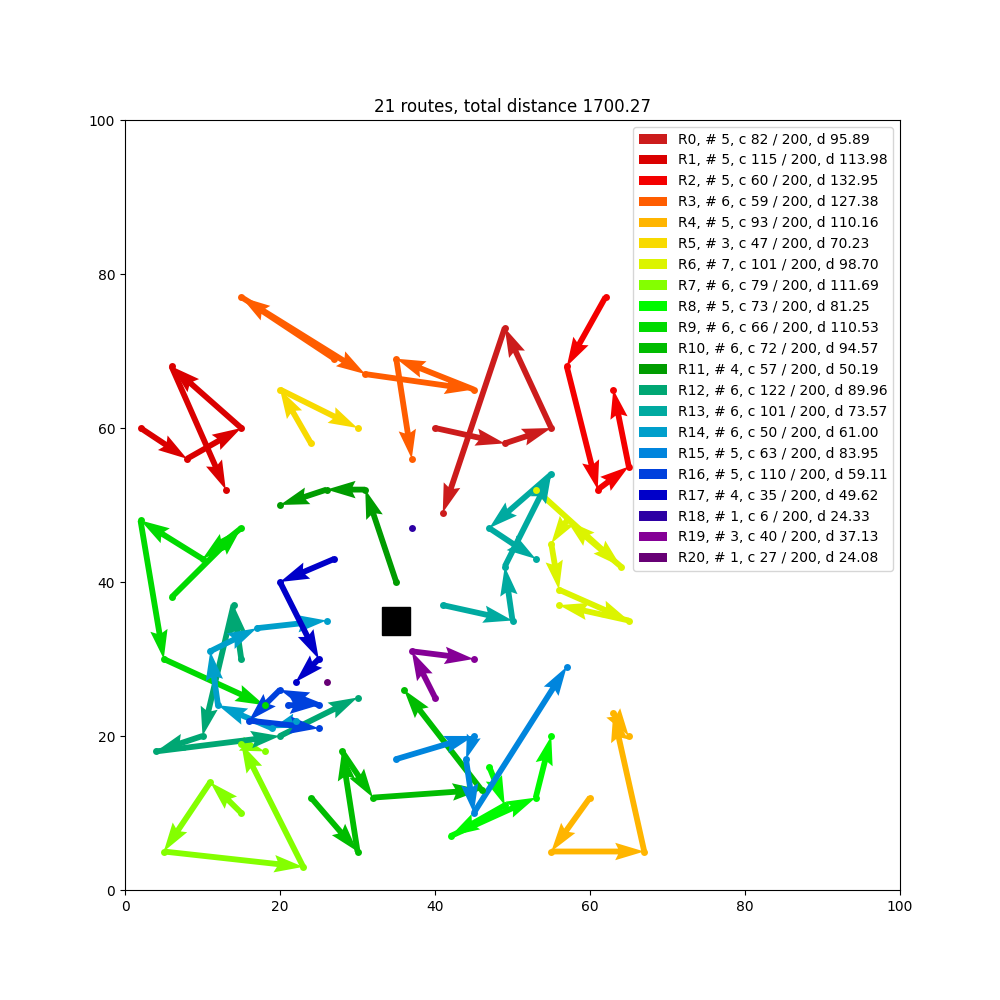 21 routes, total distance 1700.27
R0, # 5, c 82 / 200, d 95.89
R1, # 5, c 115 / 200, d 113.98
R2, # 5, c 60 / 200, d 132.95
R3, # 6, c 59 / 200, d 127.38
R4, # 5, c 93 / 200, d 110.16
R5, # 3, c 47 / 200, d 70.23
R6, # 7, c 101 / 200, d 98.70
R7, # 6, c 79 / 200, d 111.69
R8, # 5, c 73 / 200, d 81.25
R9, # 6, c 66 / 200, d 110.53
R10, # 6, c 72 / 200, d 94.57
R11, # 4, c 57 / 200, d 50.19
R12, # 6, c 122 / 200, d 89.96
R13, # 6, c 101 / 200, d 73.57
R14, # 6, c 50 / 200, d 61.00
R15, # 5, c 63 / 200, d 83.95
R16, # 5, c 110 / 200, d 59.11
R17, # 4, c 35 / 200, d 49.62
R18, # 1, c 6 / 200, d 24.33
R19, # 3, c 40 / 200, d 37.13
R20, # 1, c 27 / 200, d 24.08
100
80
60
40
20
0
0 20 40 60 80 100